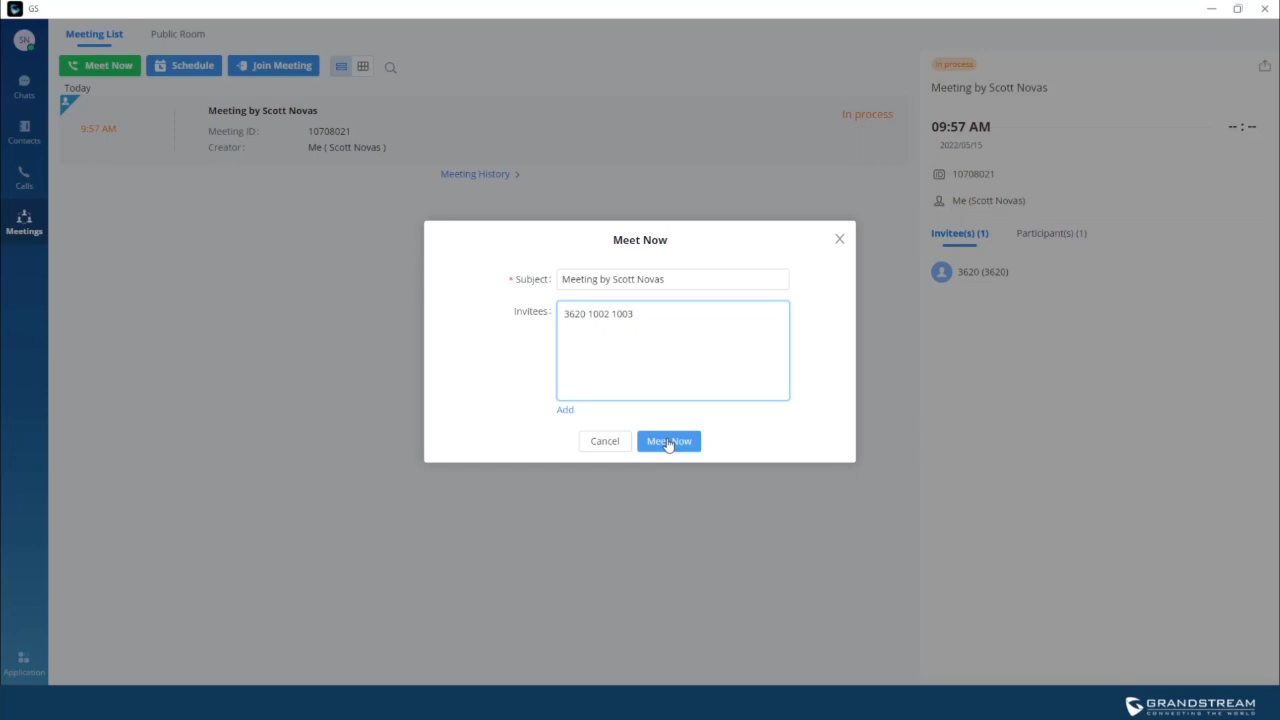 GS
SN
Chats
Contacts
Calls
Meetings
Application
Meeting List
Public Room
Meet Now
Schedule
Join Meeting
Today
9:57 AM
Meeting by Scott Novas
Meeting ID: 10708021
Creator: Me ( Scott Novas )
In process
Meeting History >
Meet Now
* Subject: Meeting by Scott Novas
Invitees: 3620 1002 1003
Add
Cancel
Meet Now
In process
Meeting by Scott Novas
09:57 AM
-- : --
2022/05/15
10708021
Me (Scott Novas)
Invitee(s) (1)
Participant(s) (1)
3620 (3620)
GRANDSTREAM
CONNECTING THE WORLD